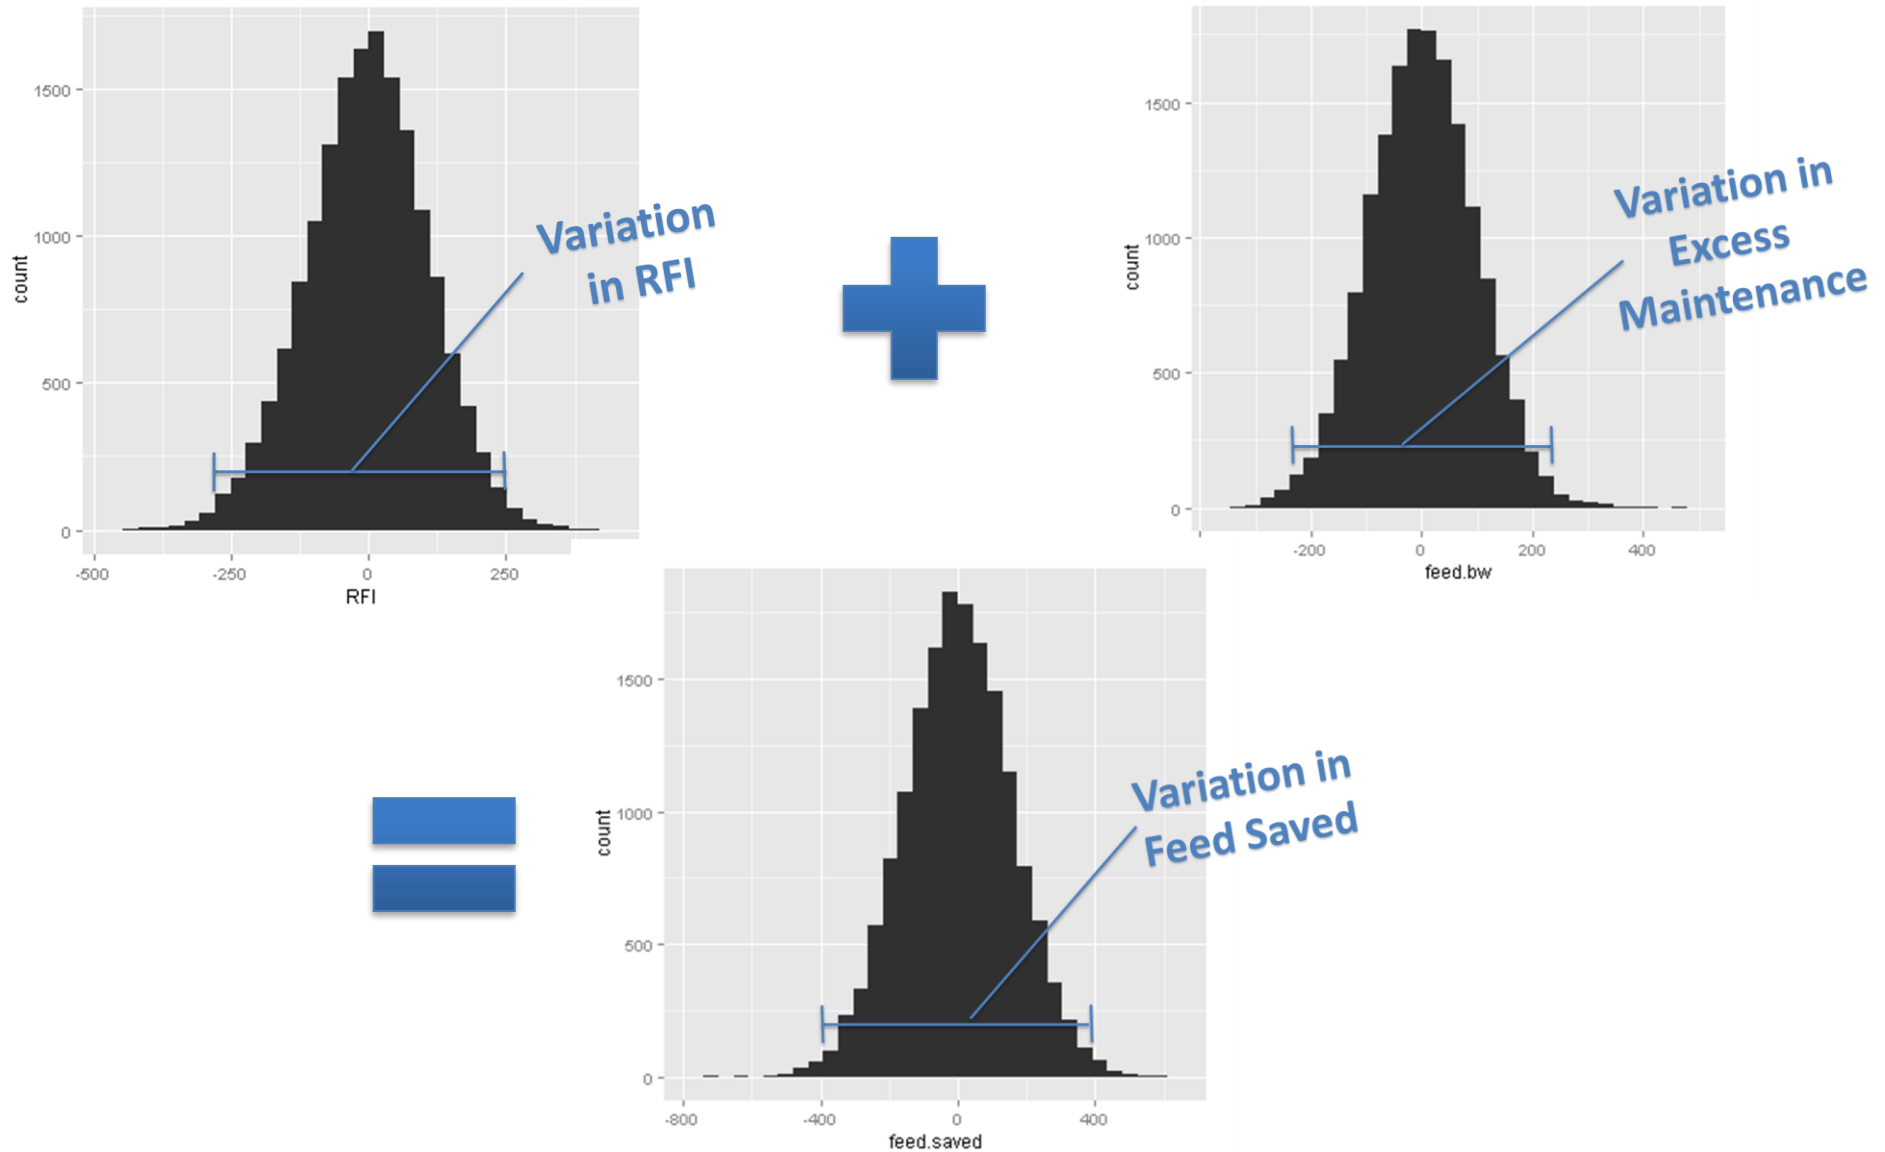 1500
1000
500
0
count
-500 -250 0 250
RFI
Variation
in RFI
1500
1000
500
0
count
-200 0 200 400
feed.bw
Variation in
Excess
Maintenance
1500
1000
500
0
count
-800 -400 0 400
feed.saved
Variation in
Feed Saved